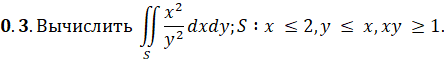 0.3. Вычислить ∬_S x²/y² dxdy; S ∶ x ≤ 2, y ≤ x, xy ≥ 1.